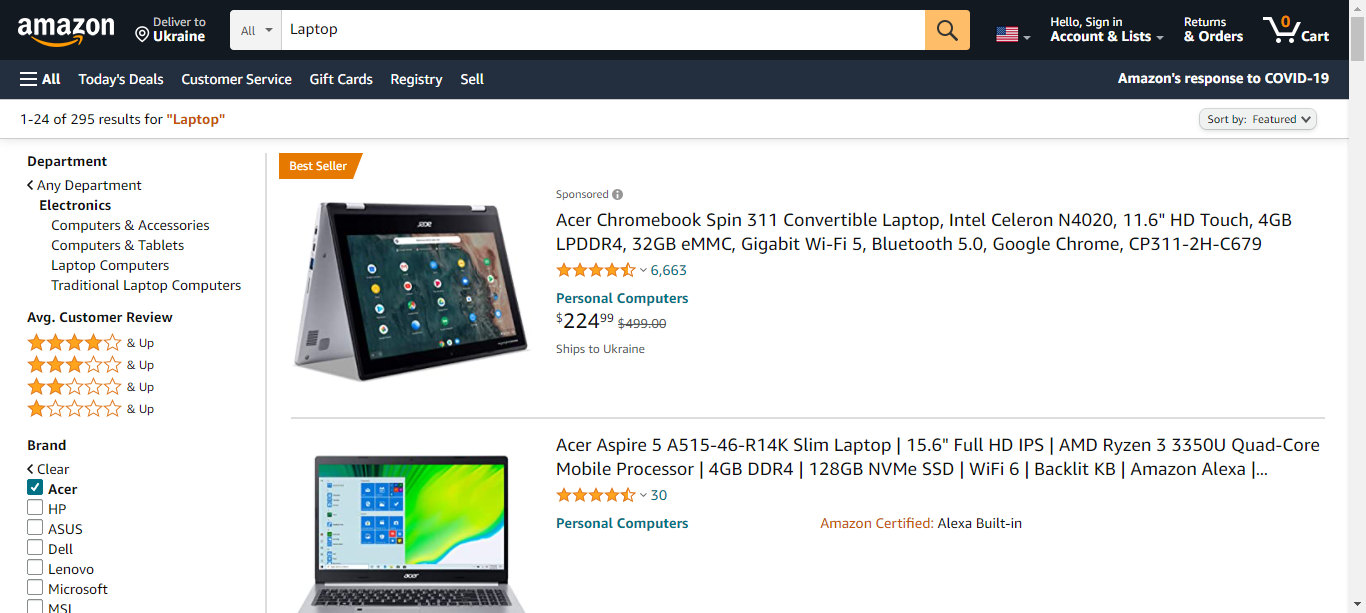 amazon
Deliver to
Ukraine
All
Laptop
Hello, Sign in
Account & Lists
Returns
& Orders
0
Cart
All
Today's Deals
Customer Service
Gift Cards
Registry
Sell
Amazon's response to COVID-19
1-24 of 295 results for "Laptop"
Sort by: Featured
Department
Any Department
Electronics
Computers & Accessories
Computers & Tablets
Laptop Computers
Traditional Laptop Computers
Avg. Customer Review
& Up
& Up
& Up
& Up
Brand
Clear
Acer
HP
ASUS
Dell
Lenovo
Microsoft
MSI
Best Seller
acer
Sponsored
Acer Chromebook Spin 311 Convertible Laptop, Intel Celeron N4020, 11.6" HD Touch, 4GB
LPDDR4, 32GB eMMC, Gigabit Wi-Fi 5, Bluetooth 5.0, Google Chrome, CP311-2H-C679
6,663
Personal Computers
$22499 $499.00
Ships to Ukraine
acer
Acer Aspire 5 A515-46-R14K Slim Laptop | 15.6" Full HD IPS | AMD Ryzen 3 3350U Quad-Core
Mobile Processor | 4GB DDR4 | 128GB NVMe SSD | WiFi 6 | Backlit KB | Amazon Alexa |...
30
Personal Computers
Amazon Certified: Alexa Built-in